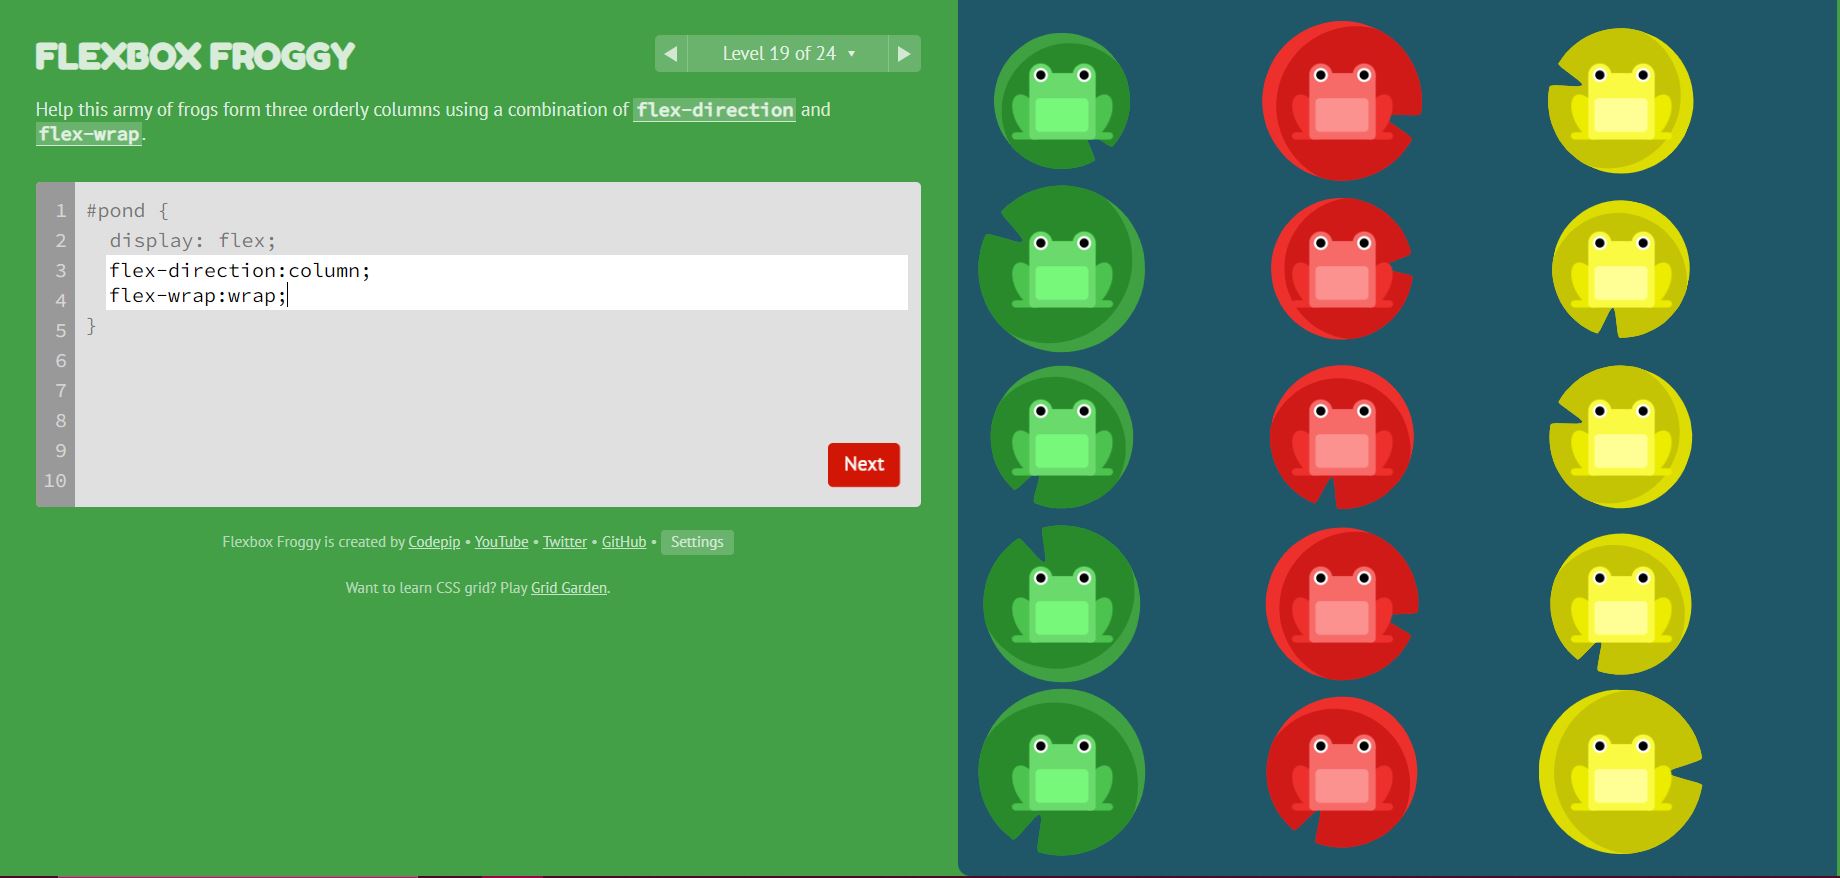 FLEXBOX FROGGY
◀ Level 19 of 24 ▼ ▶
Help this army of frogs form three orderly columns using a combination of flex-direction and
flex-wrap.
1 #pond {
2 display: flex;
3 flex-direction:column;
4 flex-wrap:wrap;
5 }
6
7
8
9
10
Next
Flexbox Froggy is created by Codepip • YouTube • Twitter • GitHub • Settings
Want to learn CSS grid? Play Grid Garden.